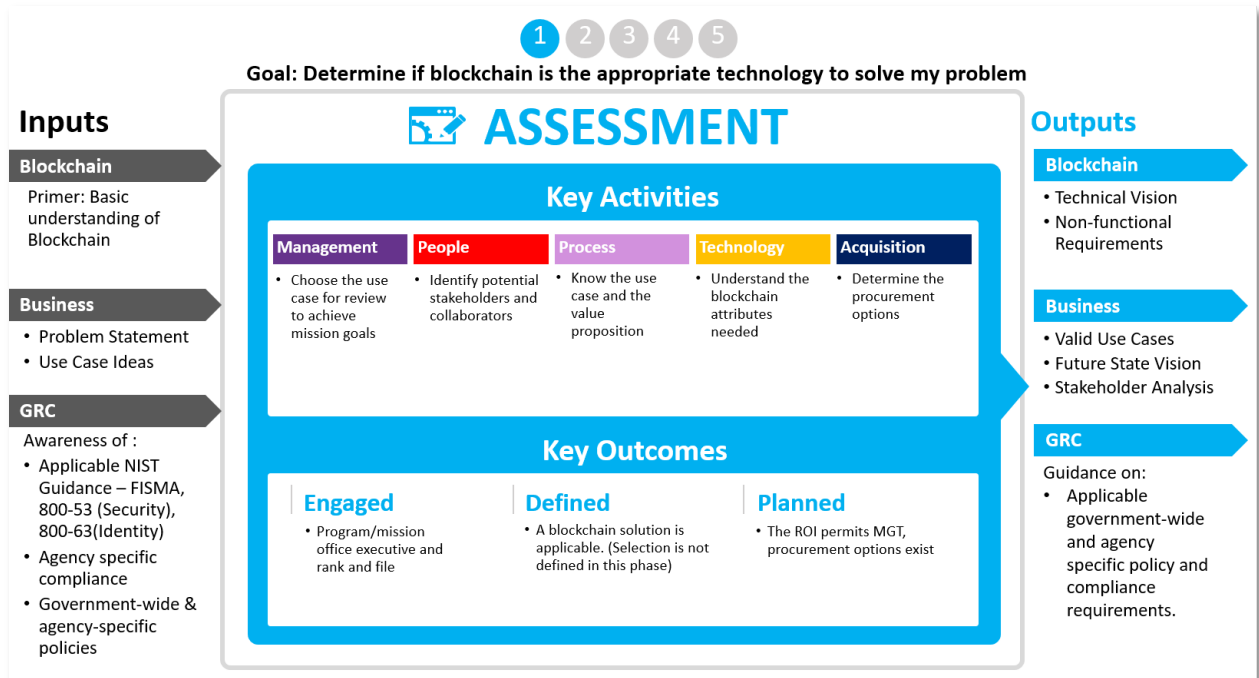 1 2 3 4 5
Goal: Determine if blockchain is the appropriate technology to solve my problem
Inputs
Blockchain
Primer: Basic
understanding of
Blockchain
Business
• Problem Statement
• Use Case Ideas
GRC
Awareness of :
• Applicable NIST
Guidance – FISMA,
800-53 (Security),
800-63(Identity)
• Agency specific
compliance
• Government-wide &
agency-specific
policies
ASSESSMENT
Key Activities
Management
• Choose the use
case for review
to achieve
mission goals
People
• Identify potential
stakeholders and
collaborators
Process
• Know the use
case and the
value
proposition
Technology
• Understand the
blockchain
attributes
needed
Acquisition
• Determine the
procurement
options
Key Outcomes
Engaged
• Program/mission
office executive and
rank and file
Defined
• A blockchain solution is
applicable. (Selection is not
defined in this phase)
Planned
• The ROI permits MGT,
procurement options exist
Outputs
Blockchain
• Technical Vision
• Non-functional
Requirements
Business
• Valid Use Cases
• Future State Vision
• Stakeholder Analysis
GRC
Guidance on:
• Applicable
government-wide
and agency
specific policy and
compliance
requirements.